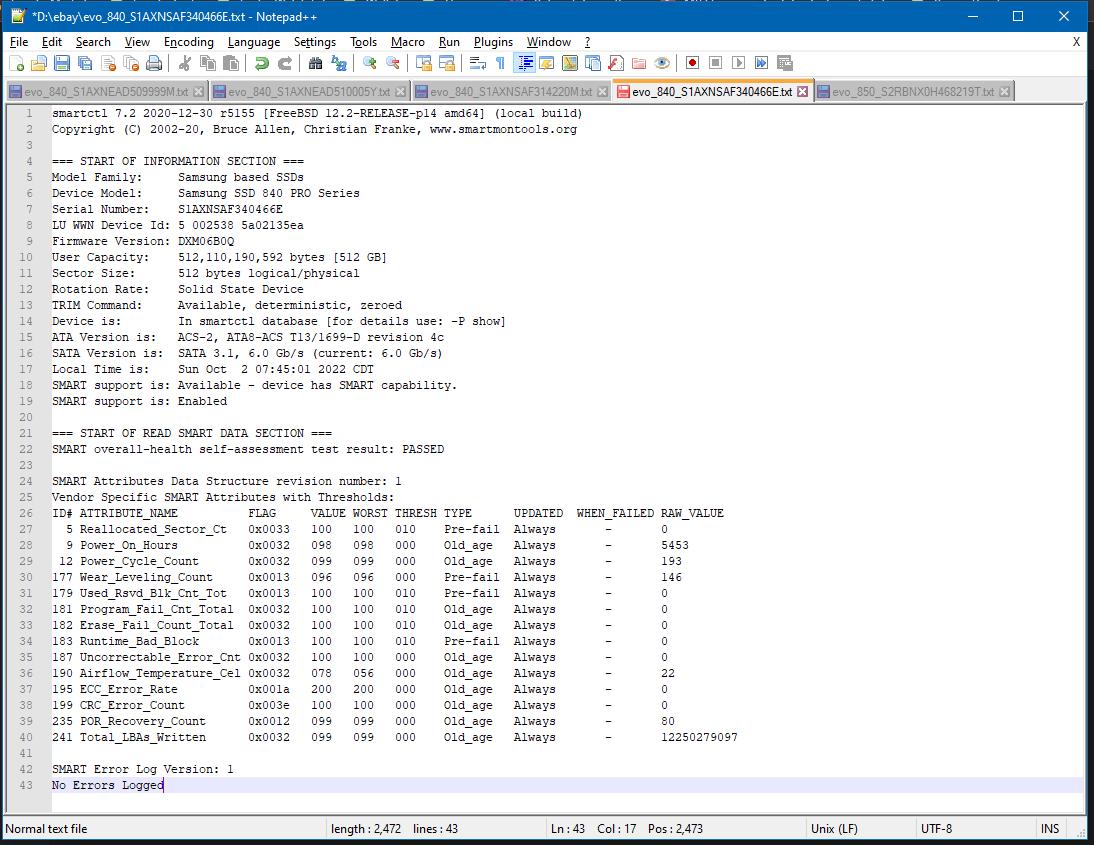 *D:\ebay\evo_840_S1AXNSAF340466E.txt - Notepad++
File Edit Search View Encoding Language Settings Tools Macro Run Plugins Window ? X
evo_840_S1AXNEAD509999M.txt evo_840_S1AXNEAD510005Y.txt evo_840_S1AXNSAF314220M.txt evo_840_S1AXNSAF340466E.txt evo_850_S2RBNX0H468219T.txt
1 smartctl 7.2 2020-12-30 r5155 [FreeBSD 12.2-RELEASE-p14 amd64] (local build)
2 Copyright (C) 2002-20, Bruce Allen, Christian Franke, www.smartmontools.org
3
4 === START OF INFORMATION SECTION ===
5 Model Family:     Samsung based SSDs
6 Device Model:     Samsung SSD 840 PRO Series
7 Serial Number:    S1AXNSAF340466E
8 LU WWN Device Id: 5 002538 5a02135ea
9 Firmware Version: DXM06B0Q
10 User Capacity:    512,110,190,592 bytes [512 GB]
11 Sector Size:      512 bytes logical/physical
12 Rotation Rate:    Solid State Device
13 TRIM Command:     Available, deterministic, zeroed
14 Device is:        In smartctl database [for details use: -P show]
15 ATA Version is:   ACS-2, ATA8-ACS T13/1699-D revision 4c
16 SATA Version is:  SATA 3.1, 6.0 Gb/s (current: 6.0 Gb/s)
17 Local Time is:    Sun Oct  2 07:45:01 2022 CDT
18 SMART support is: Available - device has SMART capability.
19 SMART support is: Enabled
20
21 === START OF READ SMART DATA SECTION ===
22 SMART overall-health self-assessment test result: PASSED
23
24 SMART Attributes Data Structure revision number: 1
25 Vendor Specific SMART Attributes with Thresholds:
26 ID# ATTRIBUTE_NAME          FLAG     VALUE WORST THRESH TYPE      UPDATED  WHEN_FAILED RAW_VALUE
27   5 Reallocated_Sector_Ct   0x0033   100   100   010    Pre-fail  Always       -       0
28   9 Power_On_Hours          0x0032   098   098   000    Old_age   Always       -       5453
29  12 Power_Cycle_Count       0x0032   099   099   000    Old_age   Always       -       193
30 177 Wear_Leveling_Count     0x0013   096   096   000    Pre-fail  Always       -       146
31 179 Used_Rsvd_Blk_Cnt_Tot   0x0013   100   100   010    Pre-fail  Always       -       0
32 181 Program_Fail_Cnt_Total  0x0032   100   100   010    Old_age   Always       -       0
33 182 Erase_Fail_Count_Total  0x0032   100   100   010    Old_age   Always       -       0
34 183 Runtime_Bad_Block       0x0013   100   100   010    Pre-fail  Always       -       0
35 187 Uncorrectable_Error_Cnt 0x0032   100   100   000    Old_age   Always       -       0
36 190 Airflow_Temperature_Cel 0x0032   078   056   000    Old_age   Always       -       22
37 195 ECC_Error_Rate          0x001a   200   200   000    Old_age   Always       -       0
38 199 CRC_Error_Count         0x003e   100   100   000    Old_age   Always       -       0
39 235 POR_Recovery_Count      0x0012   099   099   000    Old_age   Always       -       80
40 241 Total_LBAs_Written      0x0032   099   099   000    Old_age   Always       -       12250279097
41
42 SMART Error Log Version: 1
43 No Errors Logged
Normal text file length : 2,472 lines : 43 Ln : 43 Col : 17 Pos : 2,473 Unix (LF) UTF-8 INS